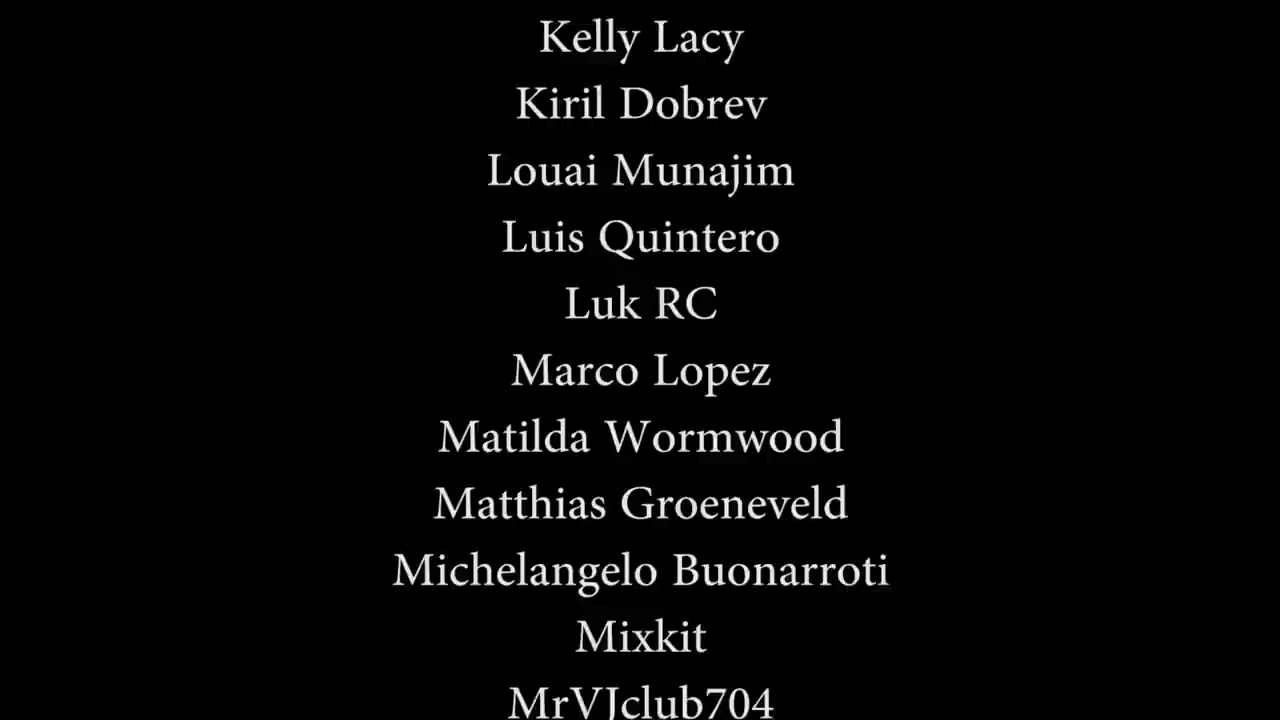 Kelly Lacy
Kiril Dobrev
Louai Munajim
Luis Quintero
Luk RC
Marco Lopez
Matilda Wormwood
Matthias Groeneveld
Michelangelo Buonarroti
Mixkit
MrVJclub704